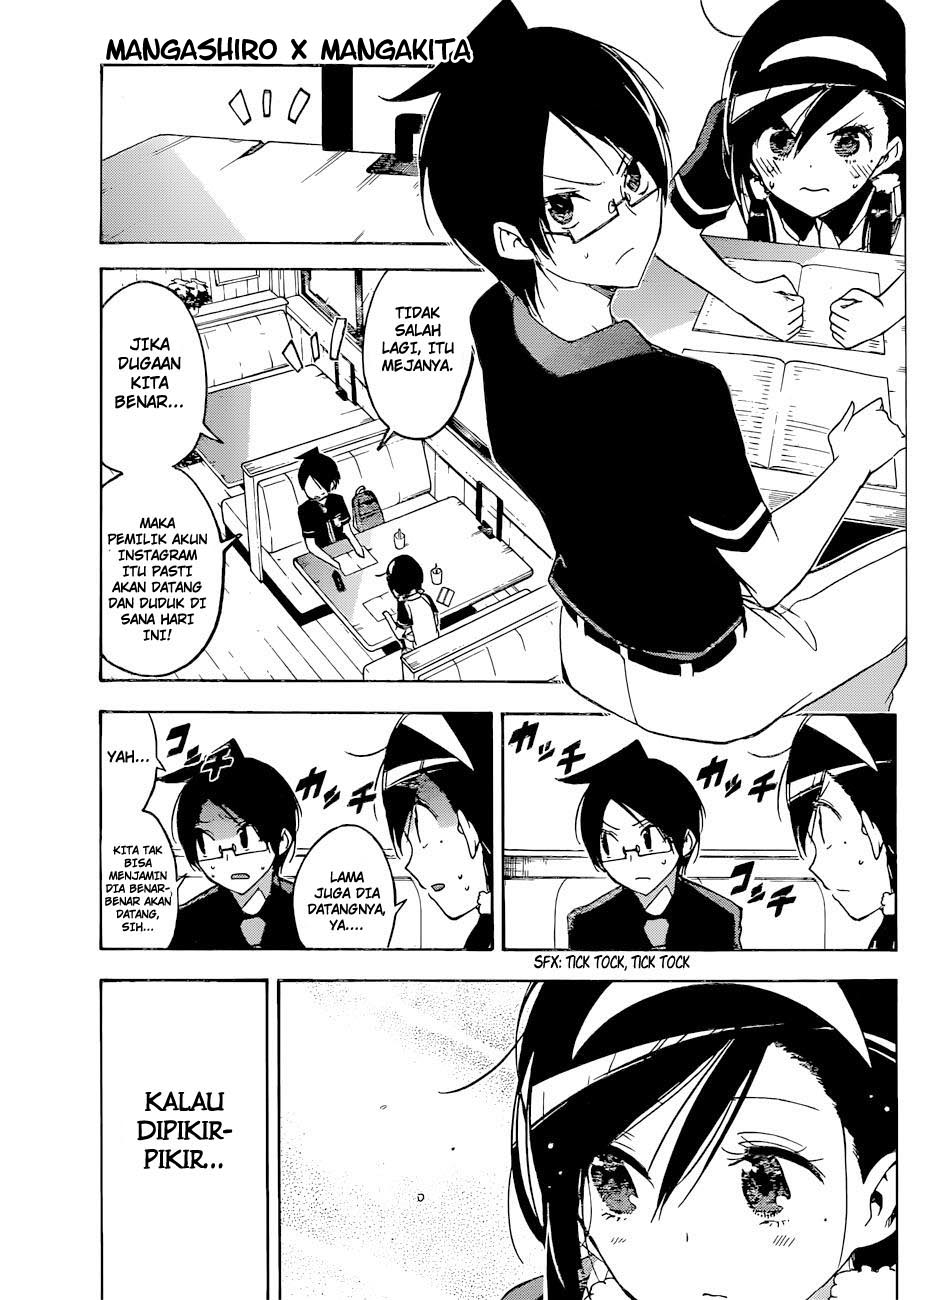 MANGASHIRO X MANGAKITA
TIDAK
SALAH
LAGI, ITU
MEJANYA.
JIKA
DUGAAN
KITA
BENAR...
MAKA
PEMILIK AKUN
INSTAGRAM
ITU PASTI
AKAN DATANG
DAN DUDUK DI
SANA HARI
INI!
カッチ
コッチ
SFX: TICK TOCK, TICK TOCK
カッチ
コッチ
LAMA
JUGA DIA
DATANGNYA,
YA....
YAH...
KITA TAK
BISA
MENJAMIN
DIA BENAR-
BENAR AKAN
DATANG,
SIH...
KALAU
DIPIKIR-
PIKIR...